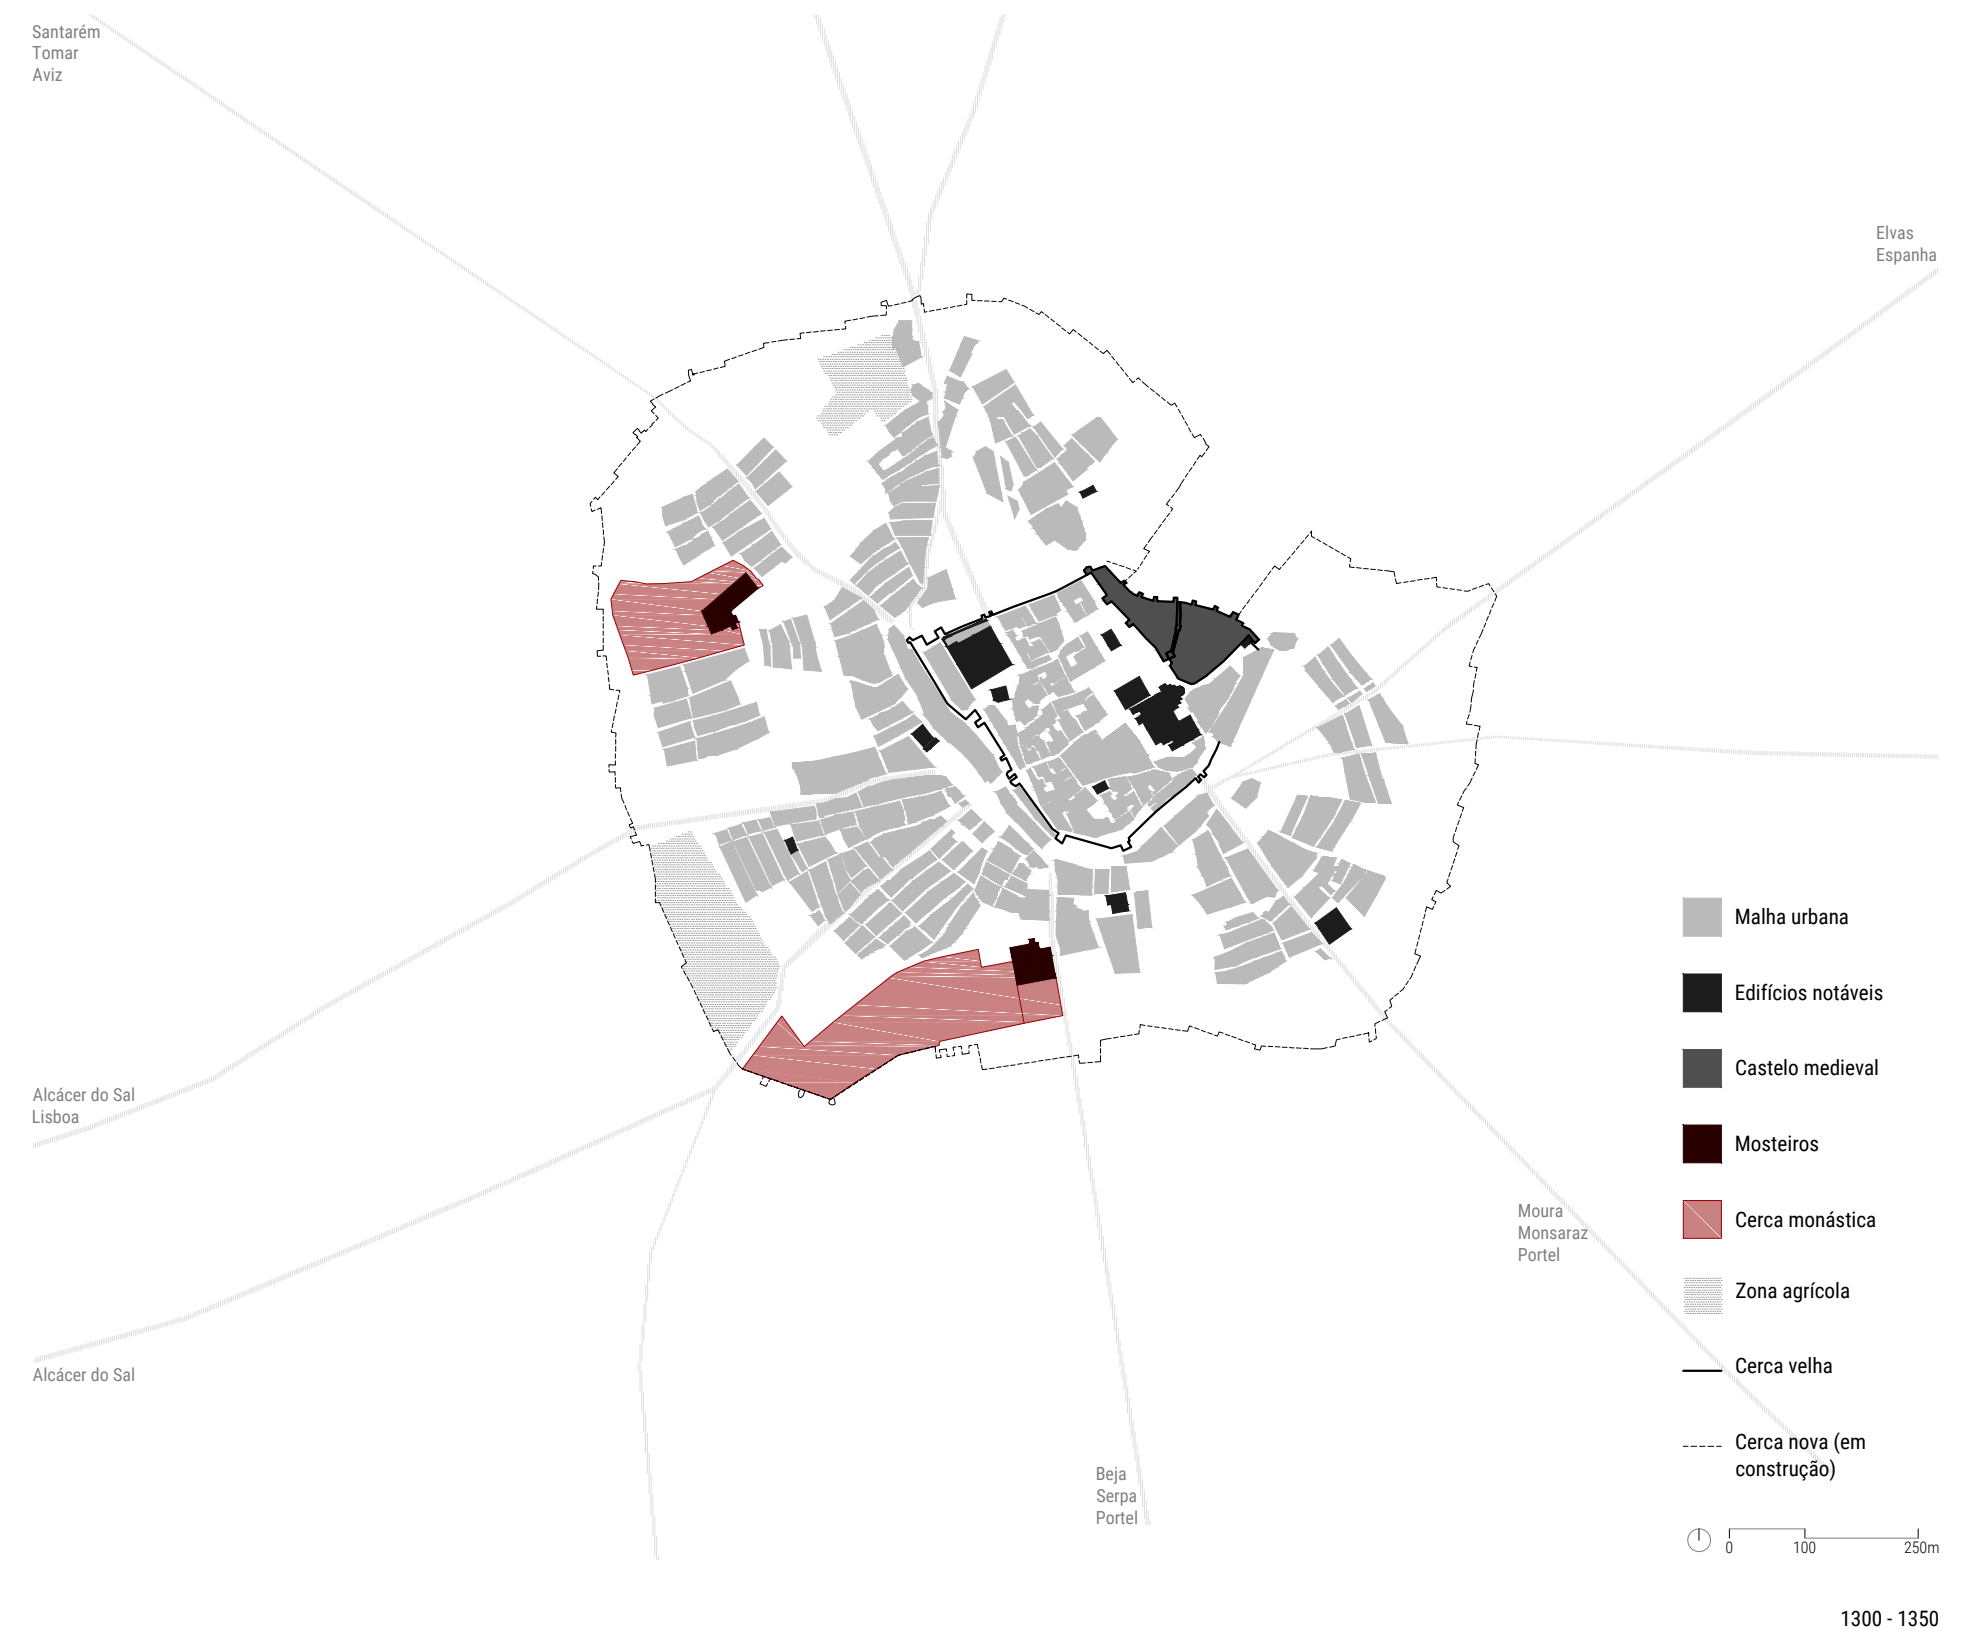 Santarém
Tomar
Aviz
Elvas
Espanha
Malha urbana
Edifícios notáveis
Castelo medieval
Alcácer do Sal
Lisboa
Mosteiros
Cerca monástica
Moura
Monsaraz
Portel
Zona agrícola
Alcácer do Sal
Cerca velha
Cerca nova (em
construção)
Beja
Serpa
Portel
0 100 250m
1300 - 1350